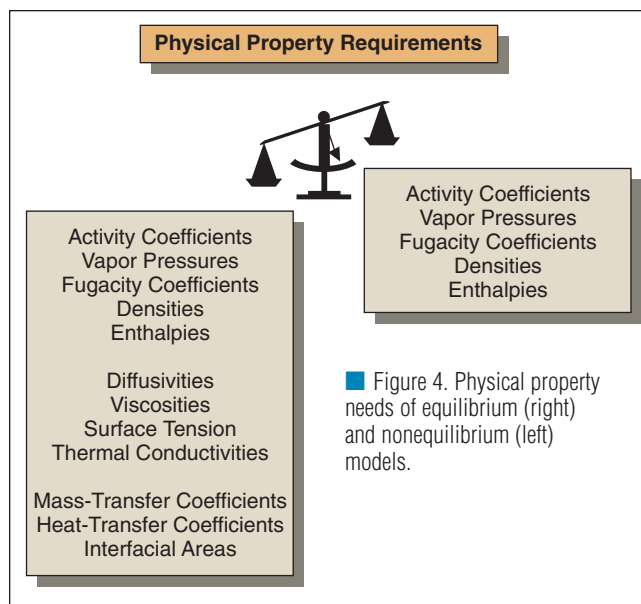 Physical Property Requirements
Activity Coefficients
Vapor Pressures
Fugacity Coefficients
Densities
Enthalpies
Diffusivities
Viscosities
Surface Tension
Thermal Conductivities
Mass-Transfer Coefficients
Heat-Transfer Coefficients
Interfacial Areas
Activity Coefficients
Vapor Pressures
Fugacity Coefficients
Densities
Enthalpies
Figure 4. Physical property
needs of equilibrium (right)
and nonequilibrium (left)
models.